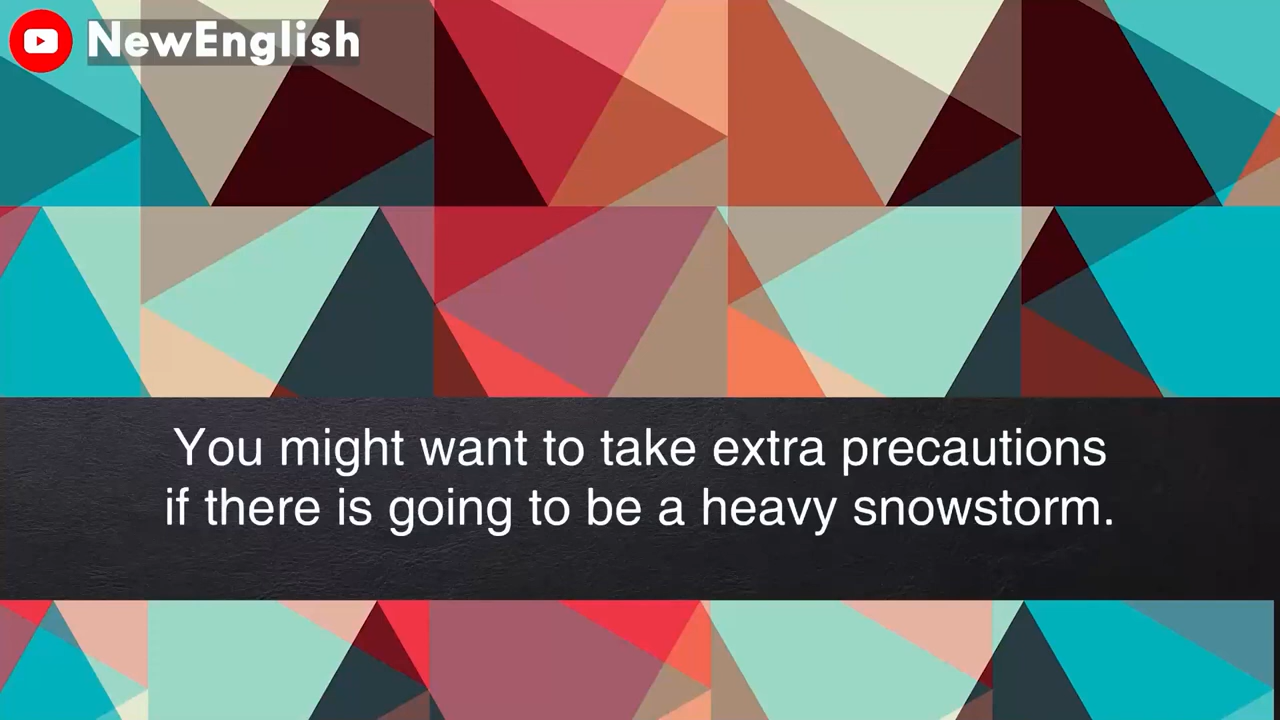 NewEnglish
You might want to take extra precautions
if there is going to be a heavy snowstorm.